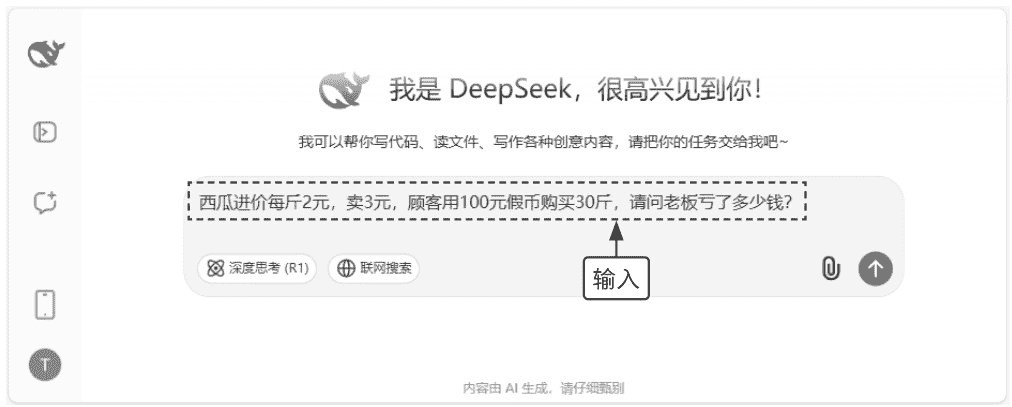 我是 DeepSeek，很高兴见到你！
我可以帮你写代码、读文件、写作各种创意内容，请把你的任务交给我吧~
西瓜进价每斤2元，卖3元，顾客用100元假币购买30斤，请问老板亏了多少钱？
深度思考 (R1) 联网搜索
输入
T
内容由 AI 生成，请仔细甄别